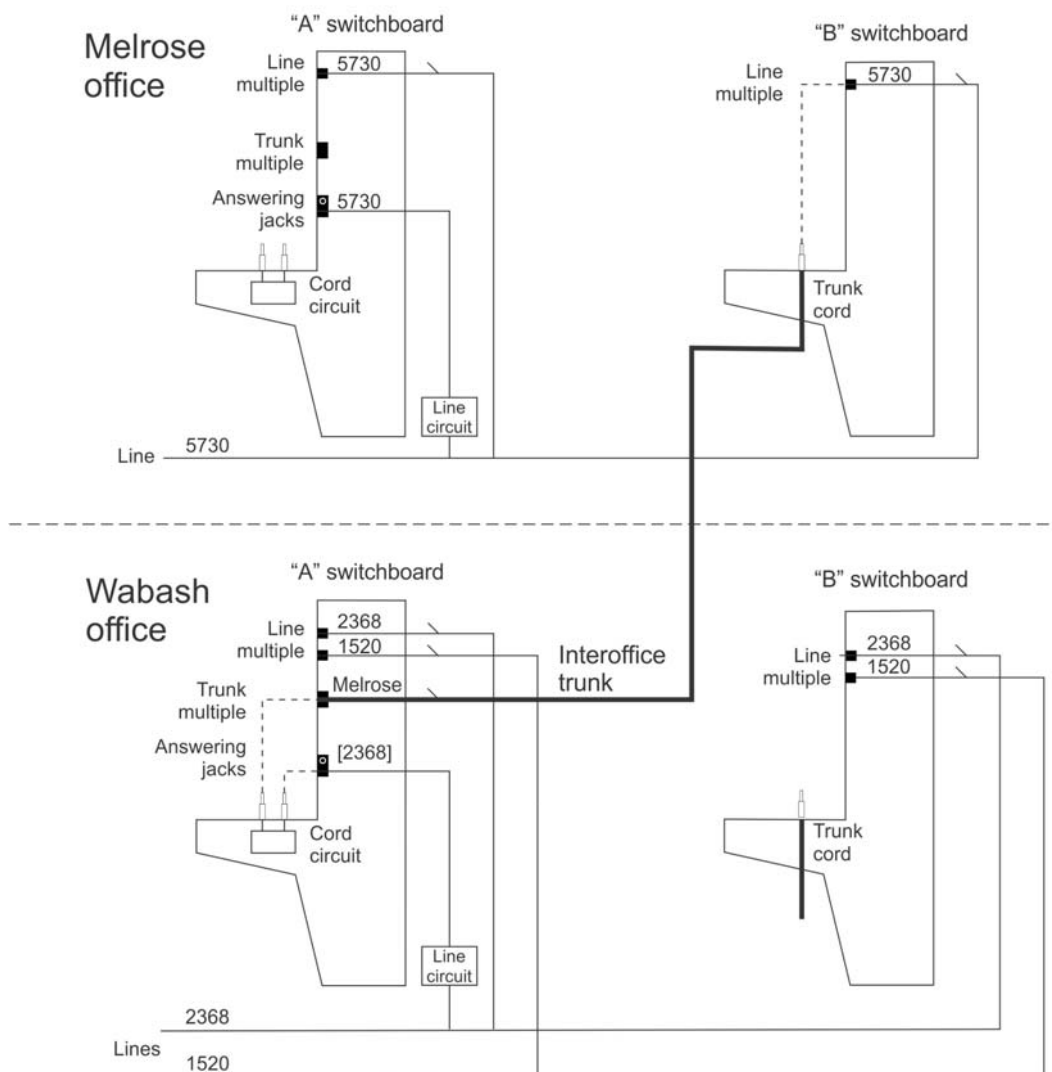 Melrose
office
“A” switchboard
Line
multiple
5730
Trunk
multiple
Answering
jacks
5730
Cord
circuit
Line
circuit
Line
5730
“B” switchboard
Line
multiple
5730
Trunk
cord
Wabash
office
“A” switchboard
Line
multiple
2368
1520
Trunk
multiple
Melrose
Answering
jacks
[2368]
Cord
circuit
Line
circuit
Interoffice
trunk
“B” switchboard
Line
multiple
2368
1520
Trunk
cord
Lines
2368
1520